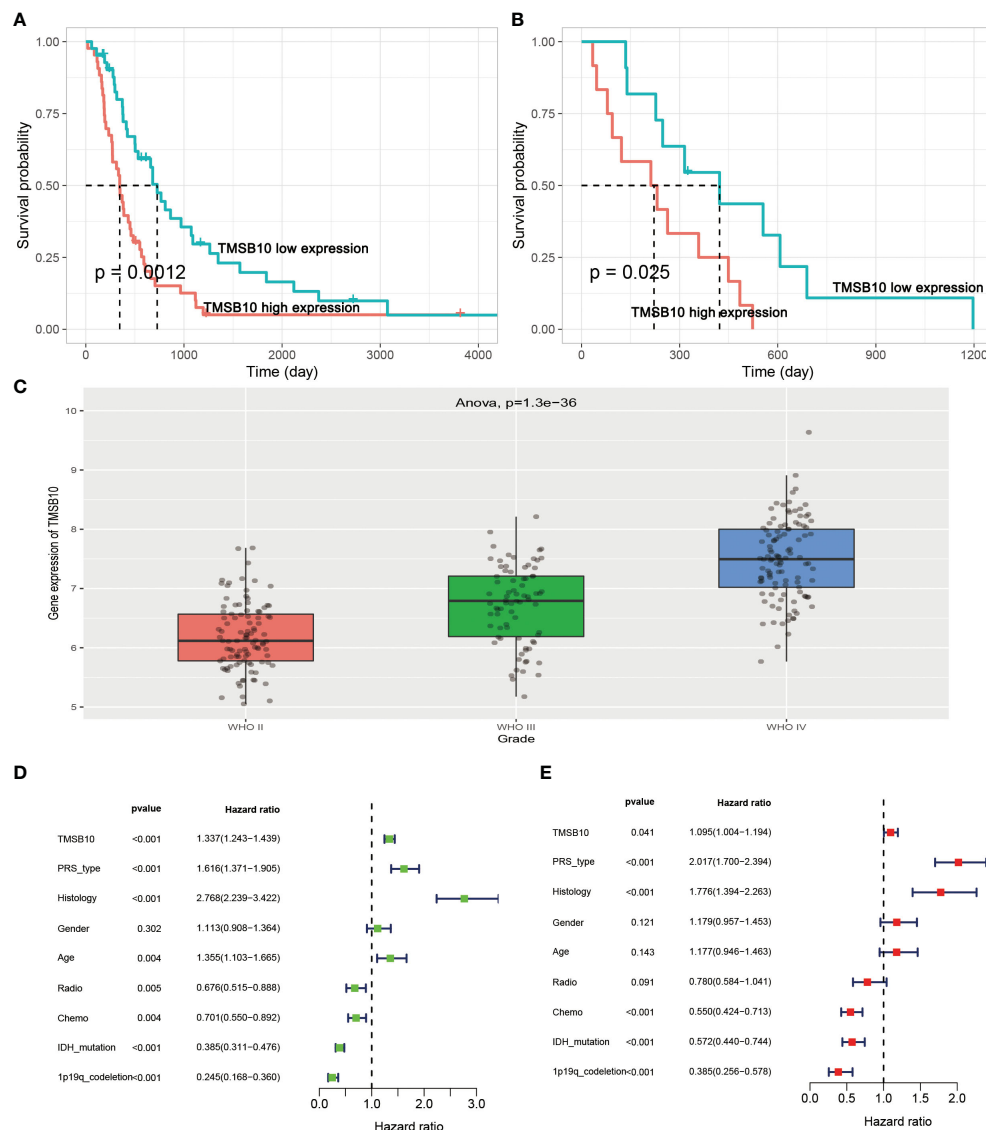 A
1.00
0.75
0.50
0.25
0.00
Survival probability
TMSB10 low expression
p = 0.0012
TMSB10 high expression
0
1000
2000
3000
4000
Time (day)
B
1.00
0.75
0.50
0.25
0.00
Survival probability
p = 0.025
TMSB10 low expression
TMSB10 high expression
0
300
600
900
1200
Time (day)
C
Anova, p=1.3e−36
10
9
8
7
6
5
Gene expression of TMSB10
WHO II
WHO III
WHO IV
Grade
D
pvalue Hazard ratio
TMSB10 <0.001 1.337(1.243−1.439)
PRS_type <0.001 1.616(1.371−1.905)
Histology <0.001 2.768(2.239−3.422)
Gender 0.302 1.113(0.908−1.364)
Age 0.004 1.355(1.103−1.665)
Radio 0.005 0.676(0.515−0.888)
Chemo 0.004 0.701(0.550−0.892)
IDH_mutation <0.001 0.385(0.311−0.476)
1p19q_codeletion<0.001 0.245(0.168−0.360)
0.0 1.0 2.0 3.0
Hazard ratio
E
pvalue Hazard ratio
TMSB10 0.041 1.095(1.004−1.194)
PRS_type <0.001 2.017(1.700−2.394)
Histology <0.001 1.776(1.394−2.263)
Gender 0.121 1.179(0.957−1.453)
Age 0.143 1.177(0.946−1.463)
Radio 0.091 0.780(0.584−1.041)
Chemo <0.001 0.550(0.424−0.713)
IDH_mutation <0.001 0.572(0.440−0.744)
1p19q_codeletion<0.001 0.385(0.256−0.578)
0.0 0.5 1.0 1.5 2.0
Hazard ratio